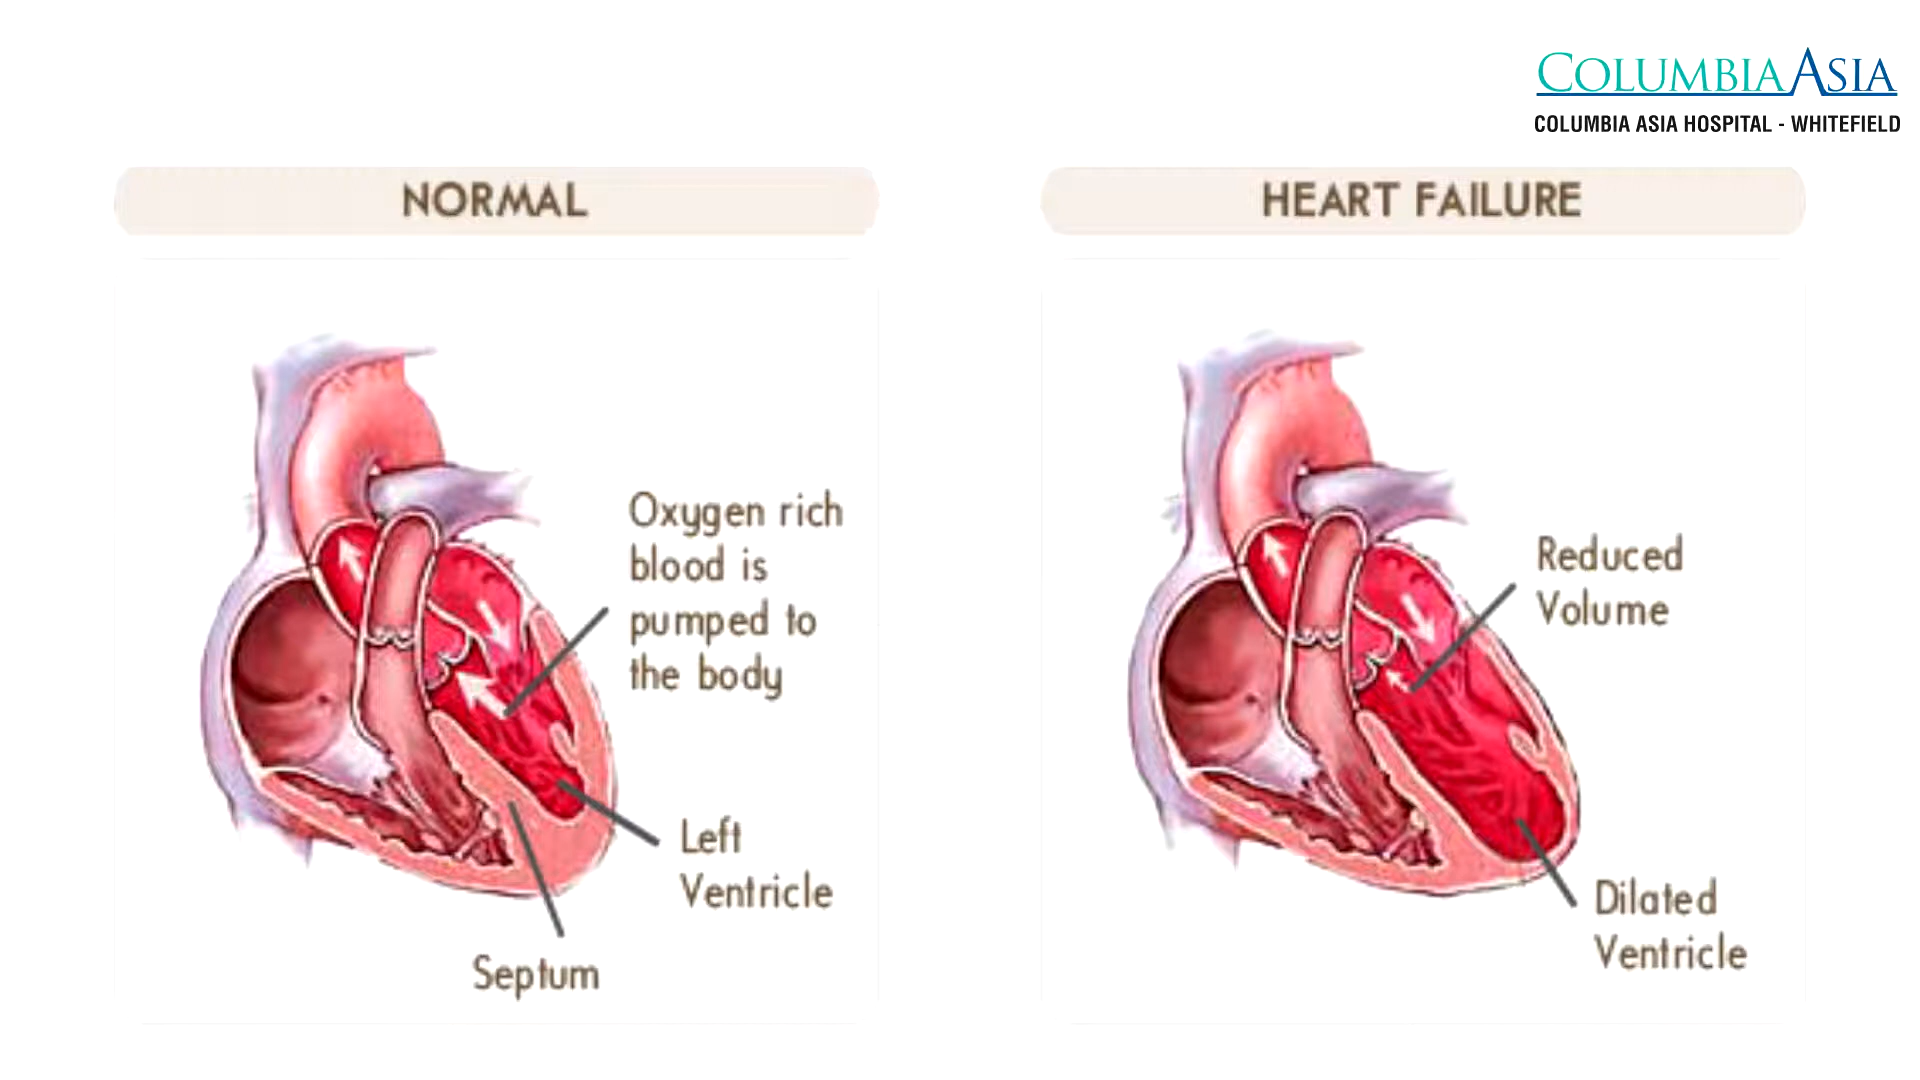 COLUMBIA ASIA
COLUMBIA ASIA HOSPITAL - WHITEFIELD
NORMAL
Oxygen rich
blood is
pumped to
the body
Left
Ventricle
Septum
HEART FAILURE
Reduced
Volume
Dilated
Ventricle